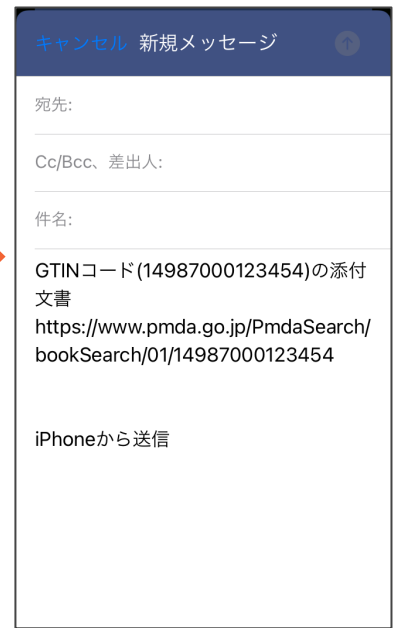 キャンセル 新規メッセージ
宛先:
Cc/Bcc、差出人:
件名:
GTINコード(14987000123454)の添付
文書
https://www.pmda.go.jp/PmdaSearch/
bookSearch/01/14987000123454
iPhoneから送信